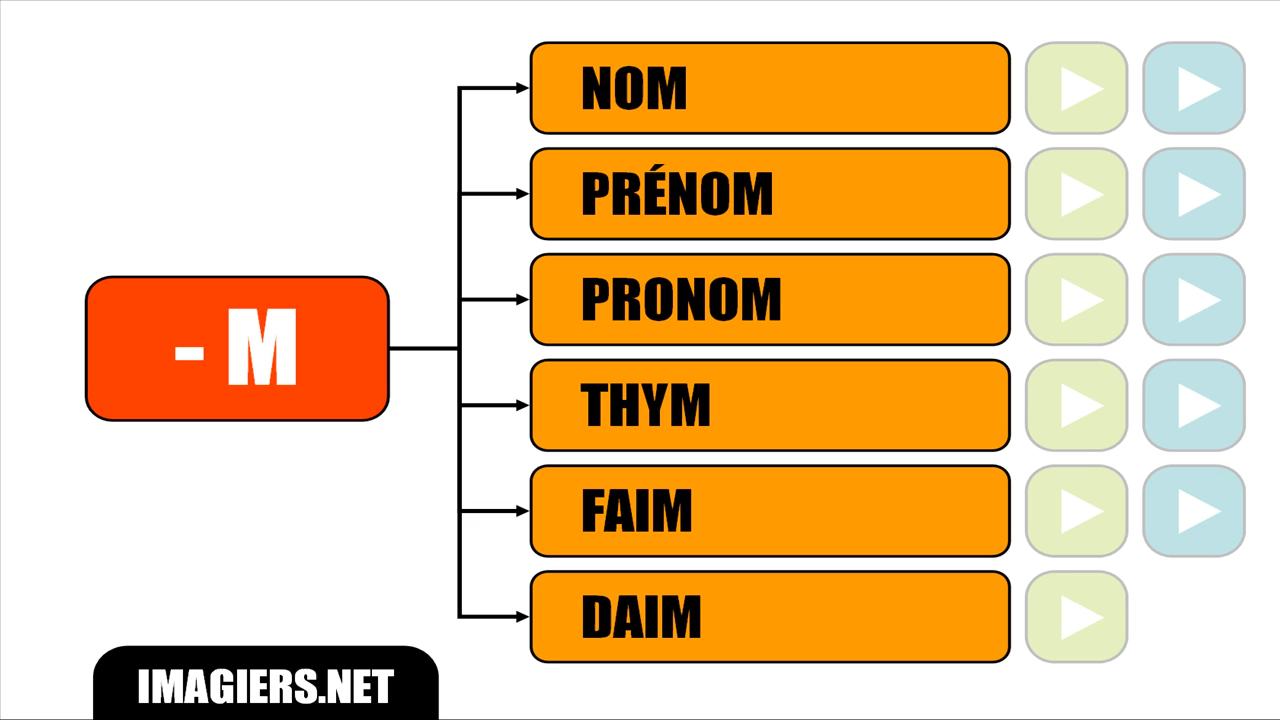 - M
NOM
PRÉNOM
PRONOM
THYM
FAIM
DAIM
IMAGIERS.NET